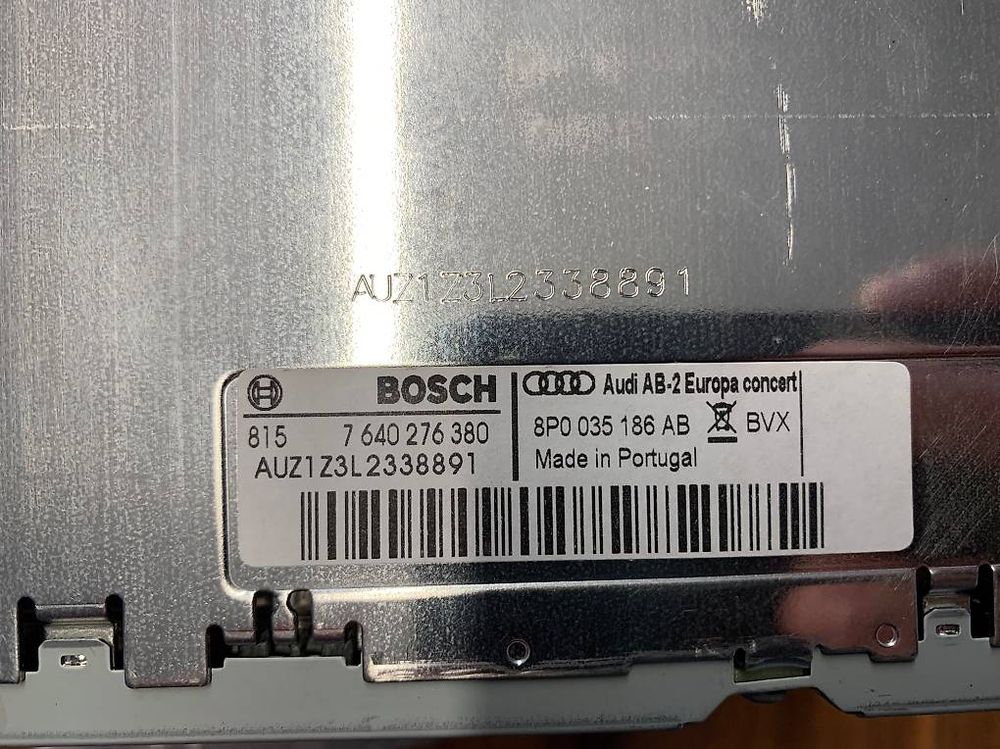 AUZ1Z3L2338891
BOSCH
815 7 640 276 380
AUZ1Z3L2338891
Audi AB-2 Europa concert
8P0 035 186 AB BVX
Made in Portugal